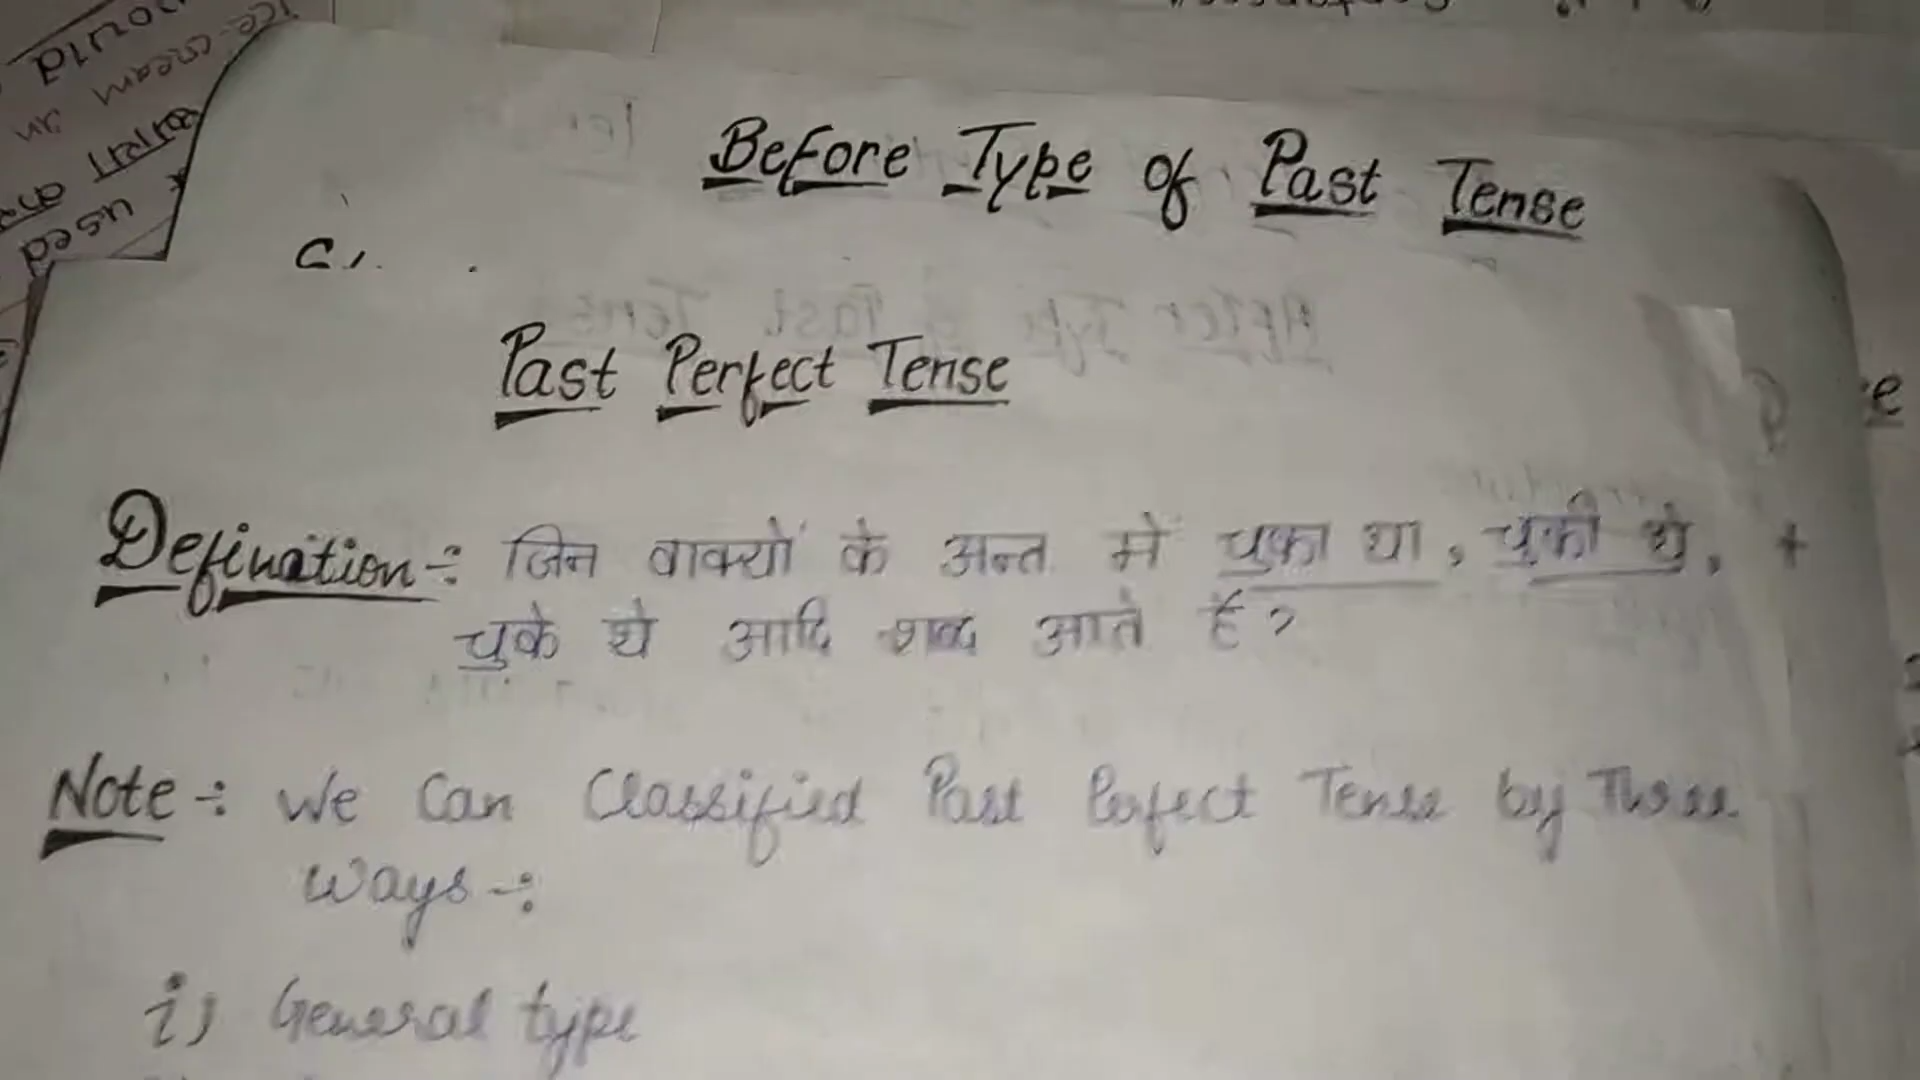 Before Type of Past Tense
C).
Past Perfect Tense
Defination :- जिन वाक्यों के अन्त में चुका था, चुकी थे, +
चुके थे आदि शब्द आते हैं?
Note :- We Can Classified Past Perfect Tense by Three
Ways -:
i) General type